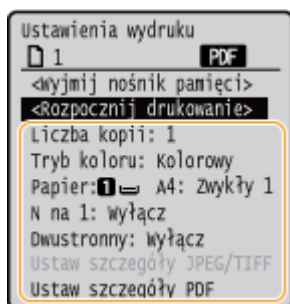 Ustawienia wydruku
1 PDF
<Wyjmij nośnik pamięci>
<Rozpocznij drukowanie>
Liczba kopii: 1
Tryb koloru: Kolorowy
Papier: 1 A4: Zwykły 1
N na 1: Wyłącz
Dwustronny: Wyłącz
Ustaw szczegóły JPEG/TIFF
Ustaw szczegóły PDF